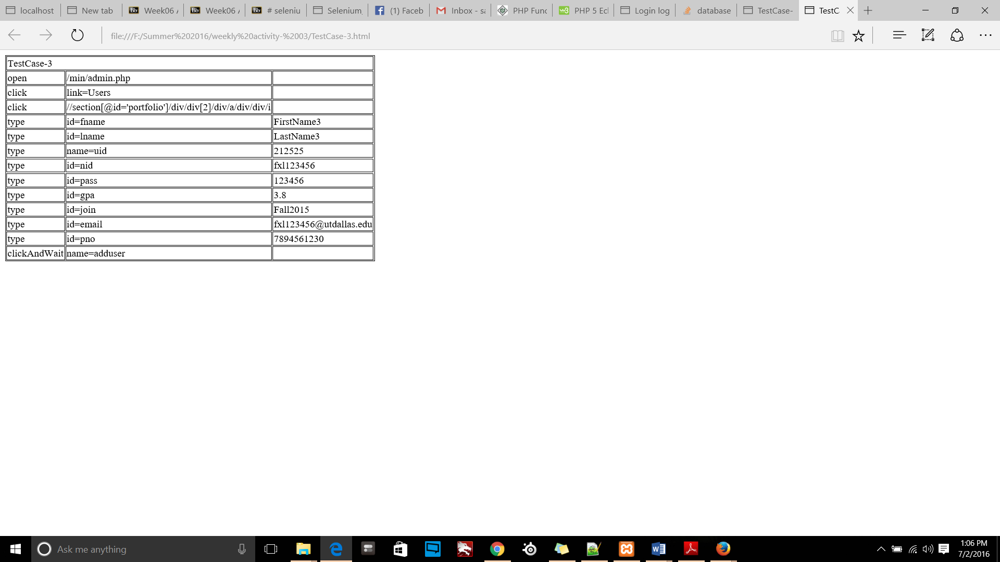 localhost New tab Week06 Week06 # seleniu Selenium (1) Faceb Inbox - sa PHP Func PHP 5 Ecl Login log database TestCase- TestC
file:///F:/Summer%202016/weekly%20activity-%2003/TestCase-3.html
TestCase-3
open /min/admin.php
click link=Users
click //section[@id='portfolio']/div/div[2]/div/a/div/div/i
type id=fname FirstName3
type id=lname LastName3
type name=uid 212525
type id=nid fxl123456
type id=pass 123456
type id=gpa 3.8
type id=join Fall2015
type id=email fxl123456@utdallas.edu
type id=pno 7894561230
clickAndWait name=adduser
Ask me anything
1:06 PM
7/2/2016